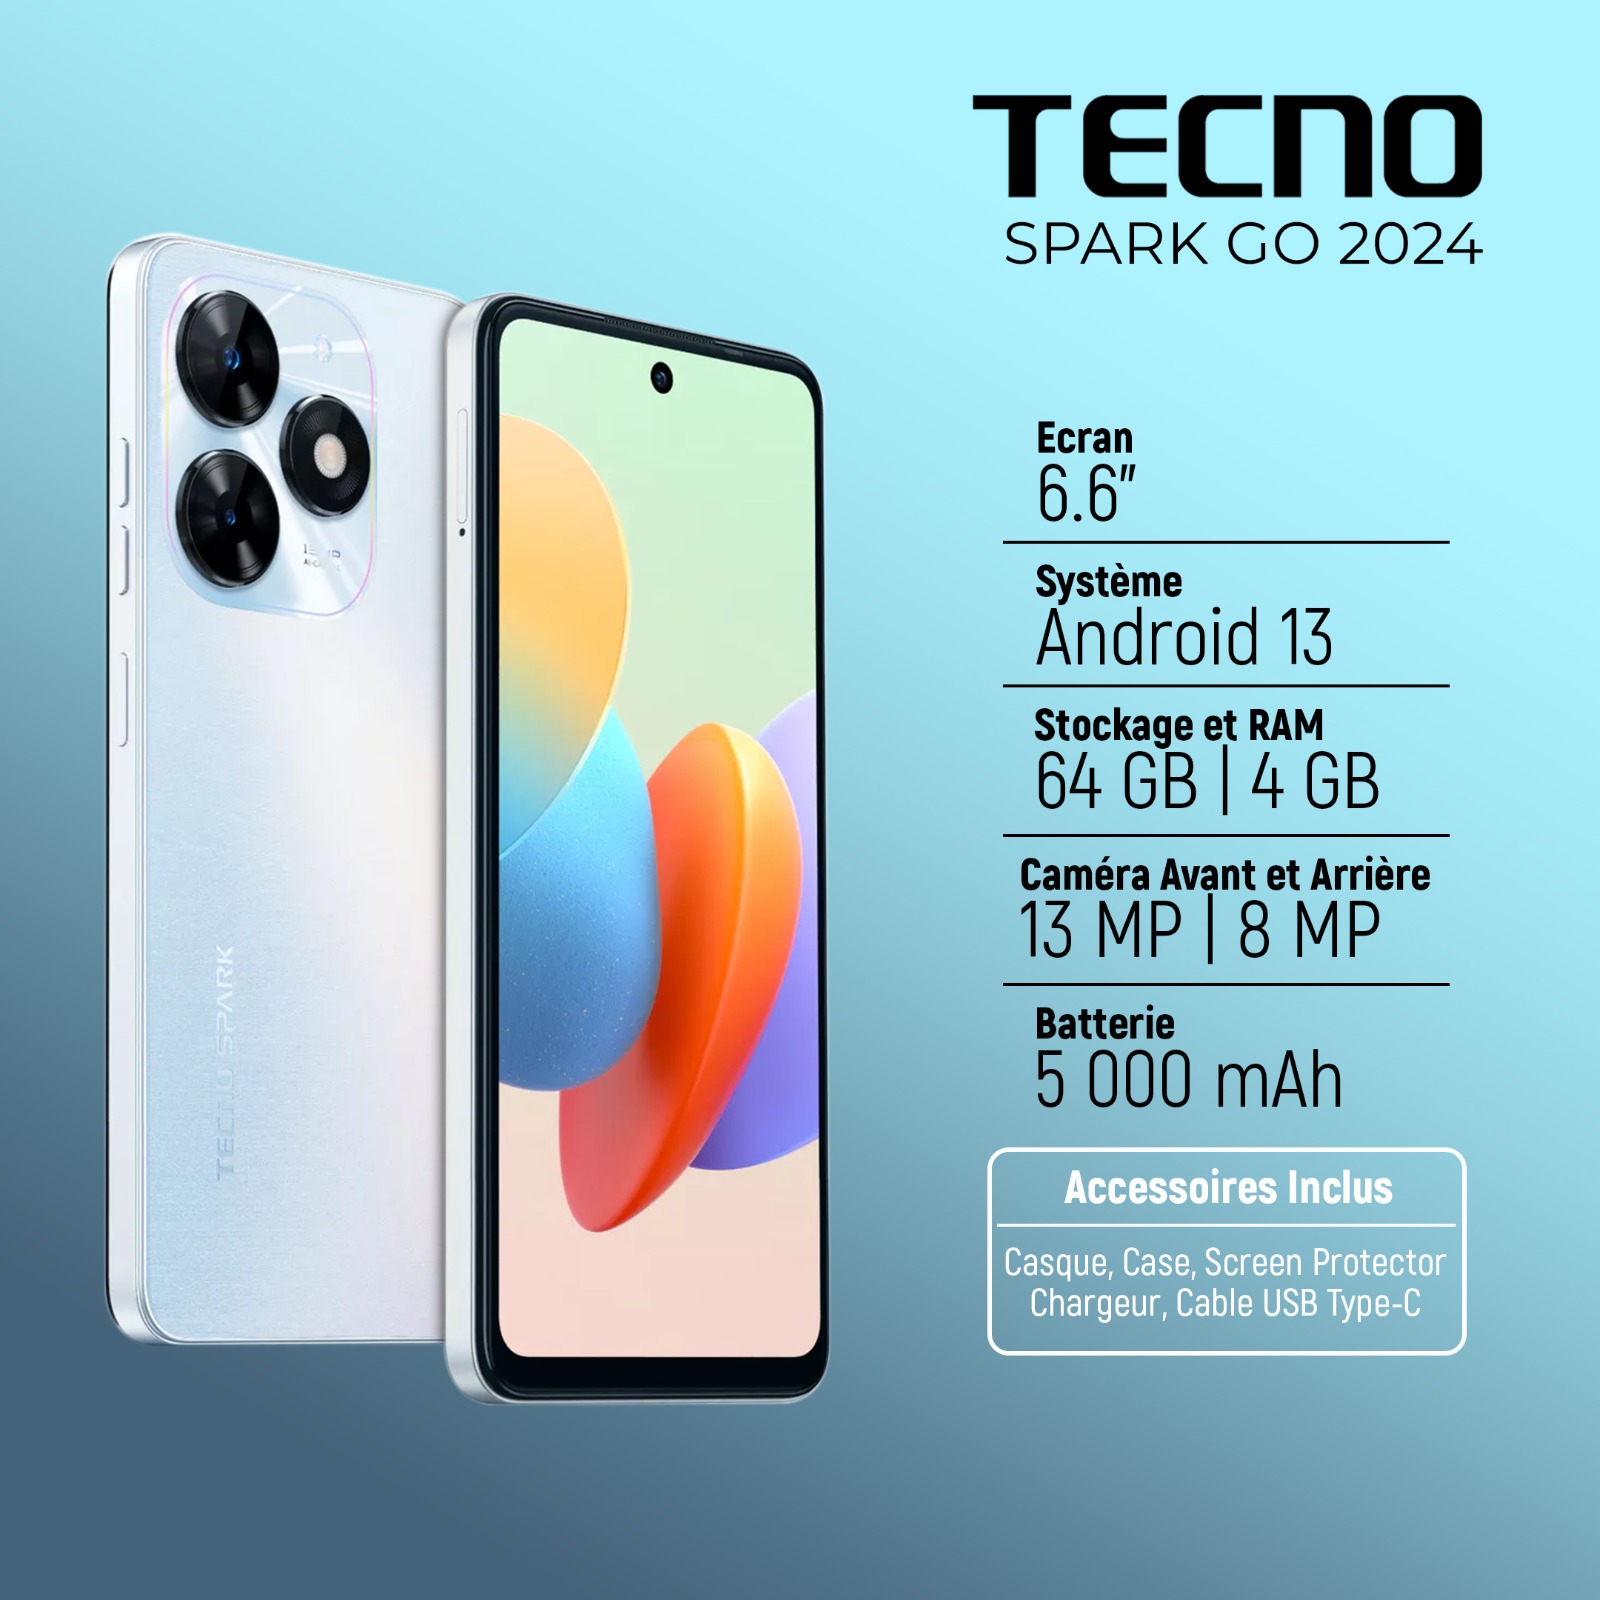 TECNO
SPARK GO 2024
Ecran
6.6"
Système
Android 13
Stockage et RAM
64 GB | 4 GB
Caméra Avant et Arrière
13 MP | 8 MP
Batterie
5 000 mAh
Accessoires Inclus
Casque, Case, Screen Protector
Chargeur, Cable USB Type-C
TECNO SPARK